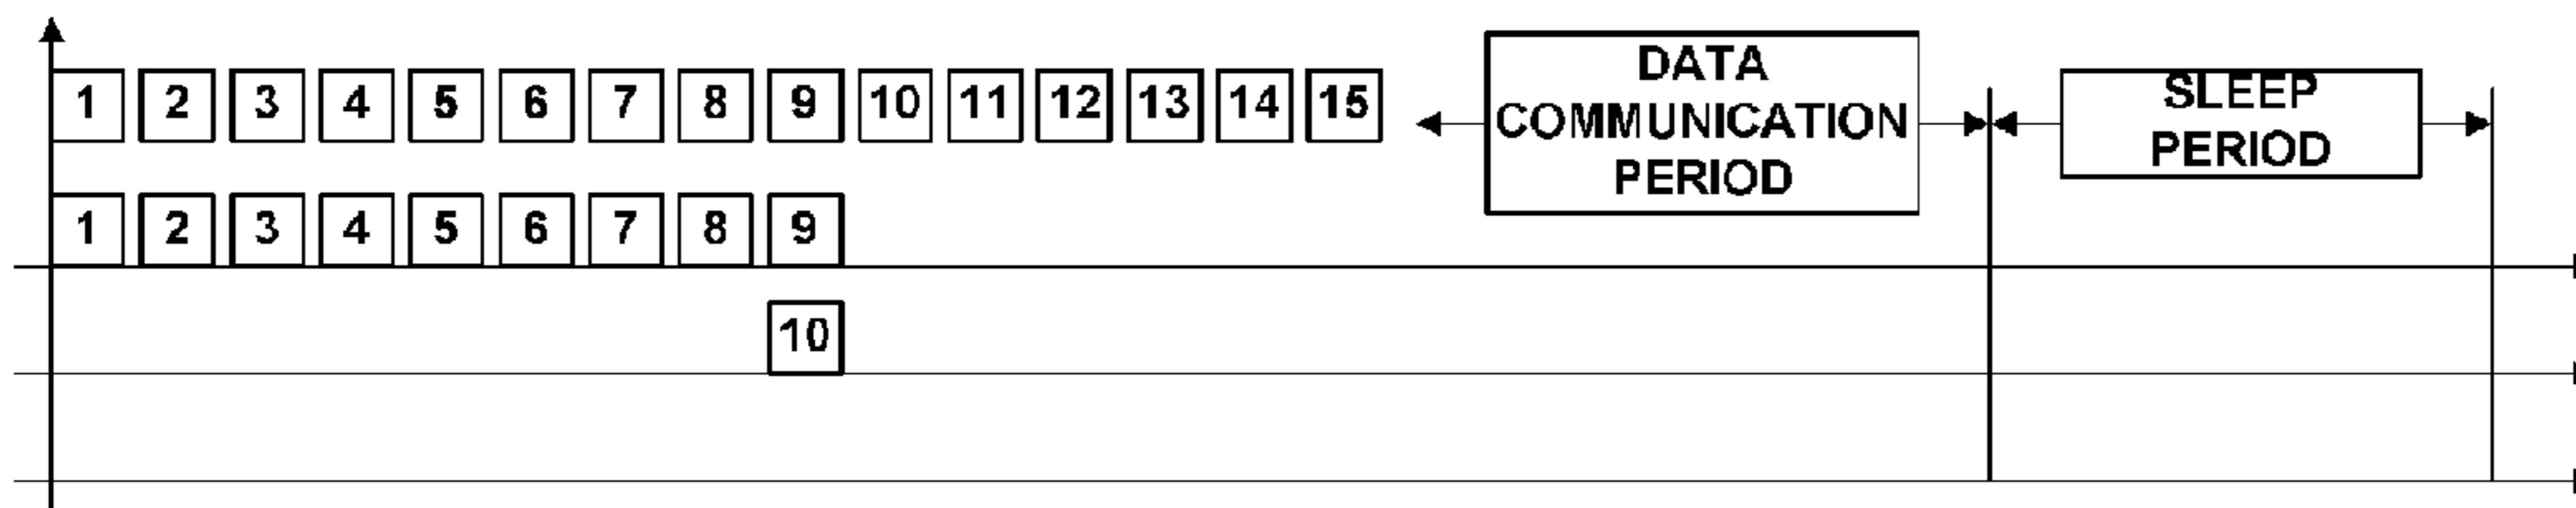 1 2 3 4 5 6 7 8 9 10 11 12 13 14 15
DATA
COMMUNICATION
PERIOD
SLEEP
PERIOD
1 2 3 4 5 6 7 8 9
10